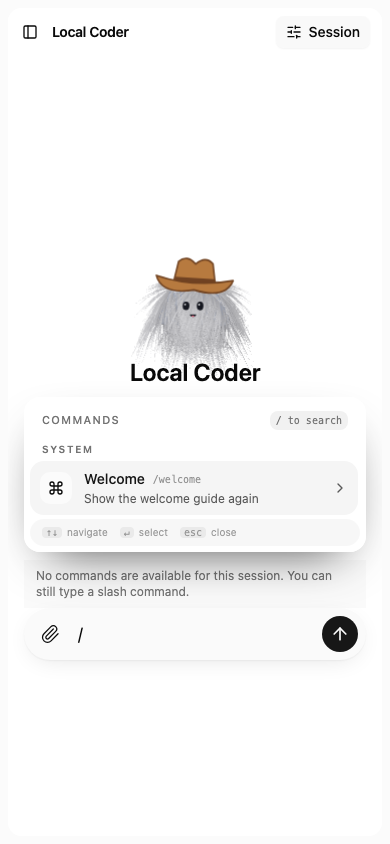 Local Coder
Session
Local Coder
COMMANDS
/ to search
SYSTEM
Welcome /welcome
Show the welcome guide again
↑↓ navigate ↵ select esc close
No commands are available for this session. You can
still type a slash command.
/